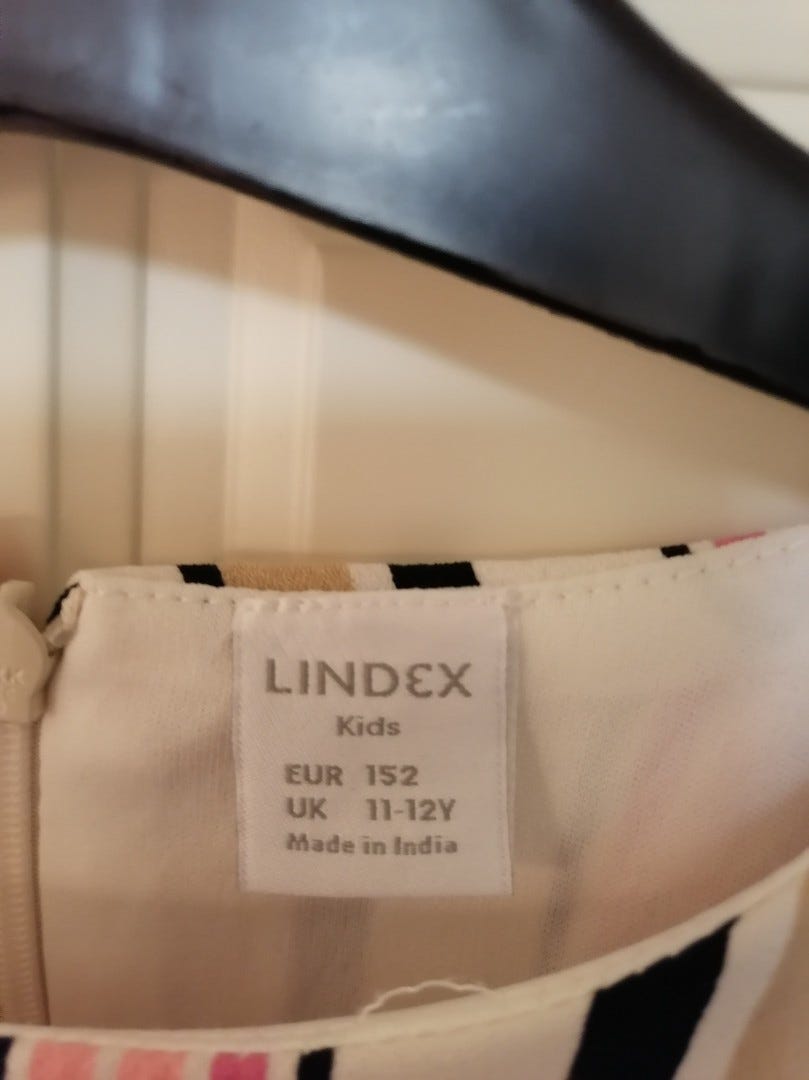 LINDEX
Kids
EUR 152
UK 11-12Y
Made in India